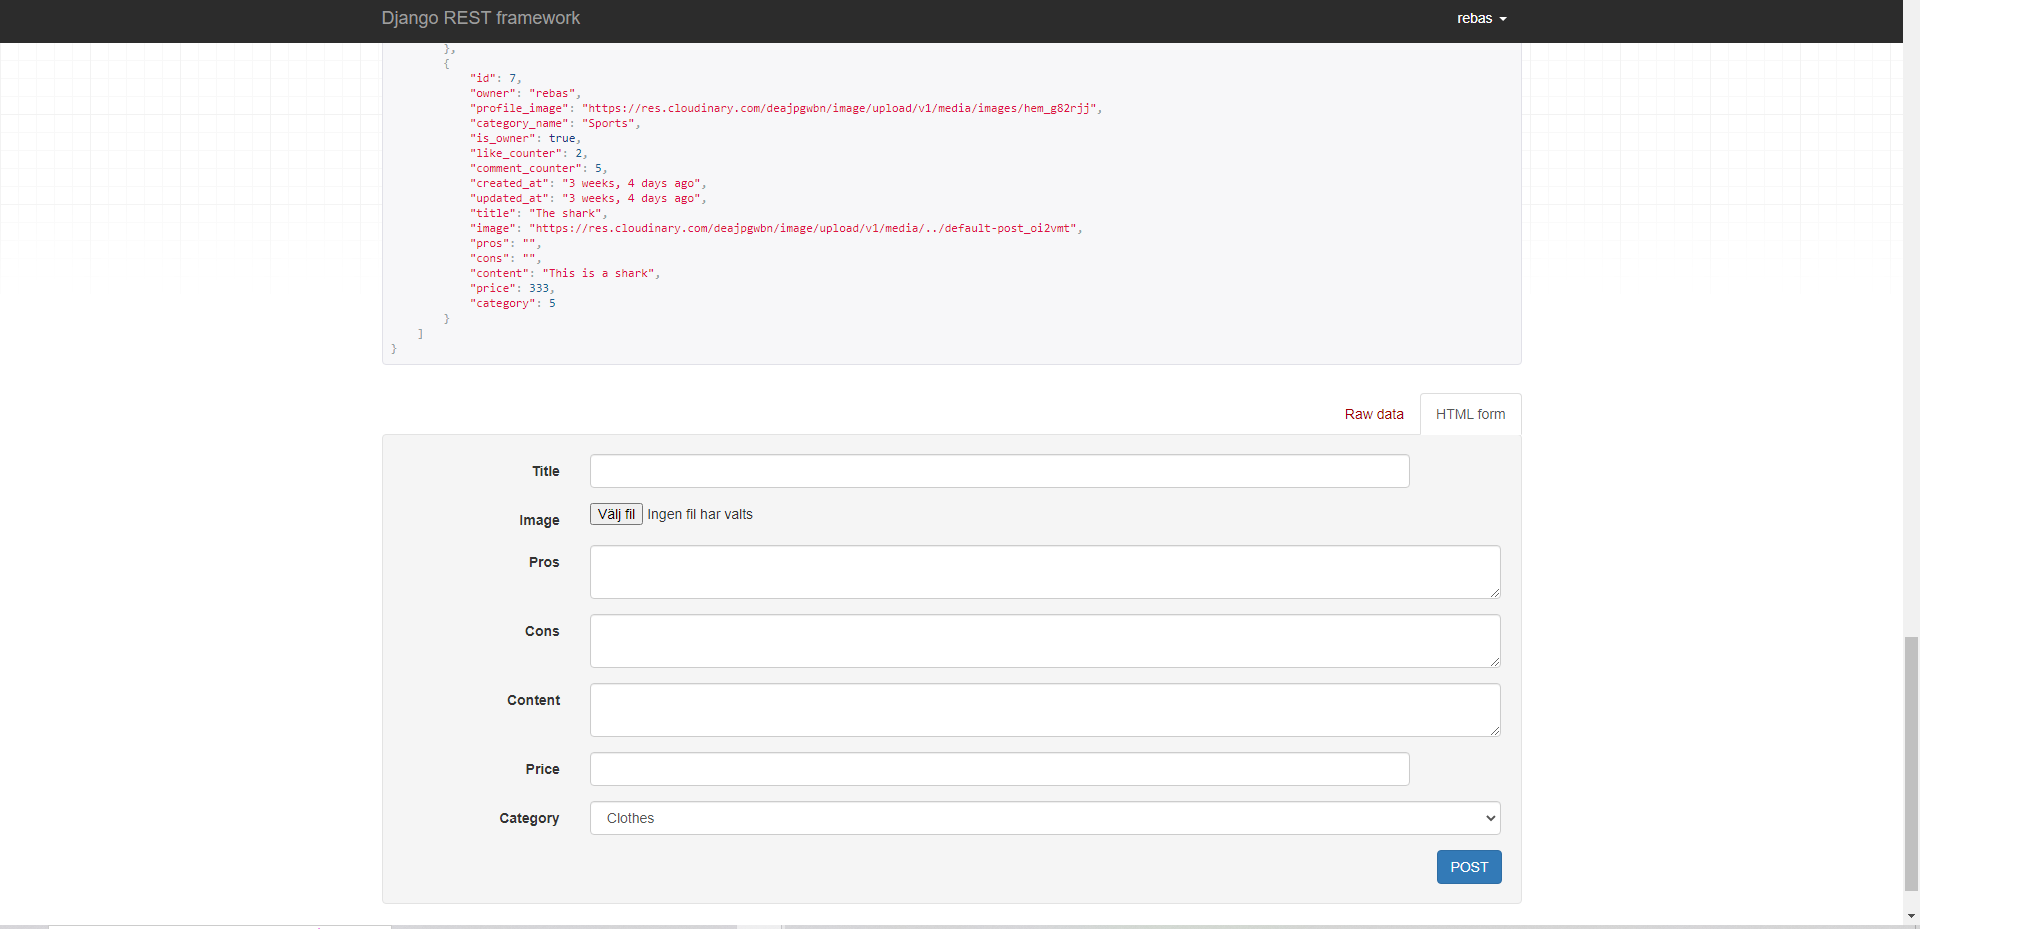 Django REST framework
rebas
},
{
"id": 7,
"owner": "rebas",
"profile_image": "https://res.cloudinary.com/deajpgwbn/image/upload/v1/media/images/hem_g82rjj",
"category_name": "Sports",
"is_owner": true,
"like_counter": 2,
"comment_counter": 5,
"created_at": "3 weeks, 4 days ago",
"updated_at": "3 weeks, 4 days ago",
"title": "The shark",
"image": "https://res.cloudinary.com/deajpgwbn/image/upload/v1/media/../default-post_oi2vmt",
"pros": "",
"cons": "",
"content": "This is a shark",
"price": 333,
"category": 5
}
]
}
Raw data
HTML form
Title
Image Välj fil Ingen fil har valts
Pros
Cons
Content
Price
Category Clothes
POST